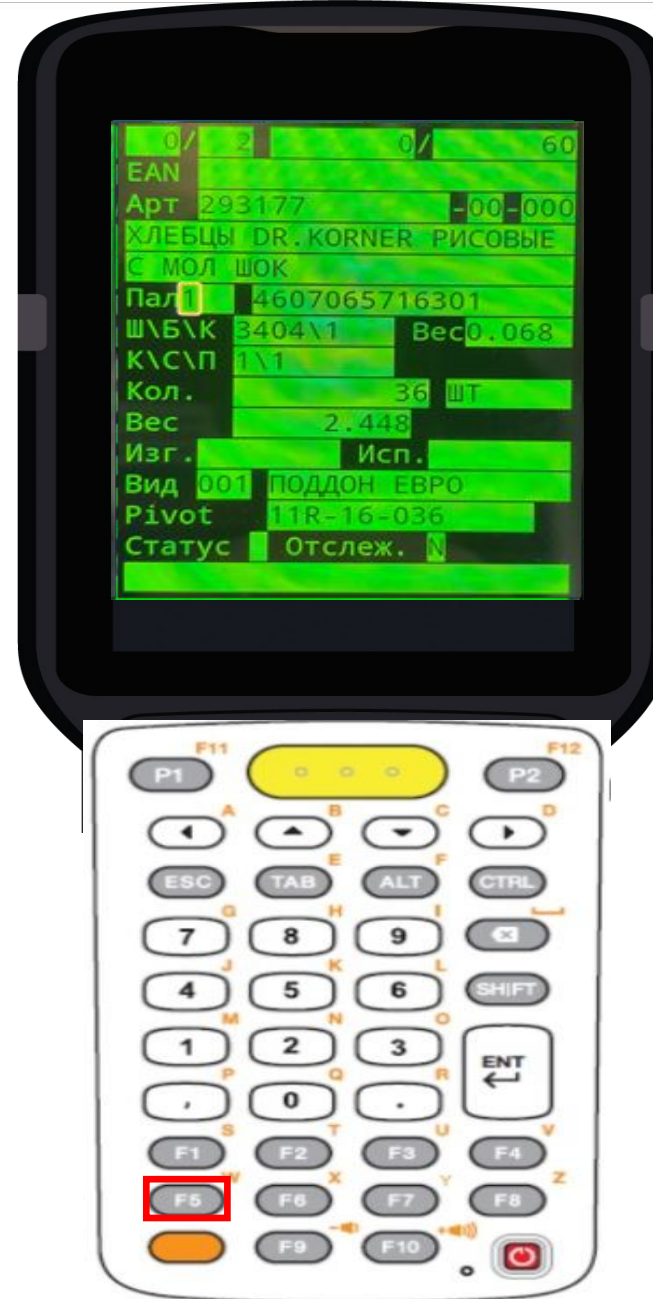 0/ 2 0/ 60
EAN
Арт 293177 -00-000
ХЛЕБЦЫ DR.KORNER РИСОВЫЕ
С МОЛ ШОК
Пал 1 4607065716301
Ш\Б\К 3404\1 Вес 0.068
К\С\П 1\1
Кол. 36 ШТ
Вес 2.448
Изг. Исп.
Вид 001 ПОДДОН ЕВРО
Pivot 11R-16-036
Статус Отслеж. N
F11 F12
P1 P2
A B C D
E F
ESC TAB ALT CTRL
G H I
7 8 9
J K L
4 5 6 SHIFT
M N O
1 2 3 ENT
P Q R
, 0 .
S T U V
F1 F2 F3 F4
W X Y Z
F5 F6 F7 F8
F9 F10